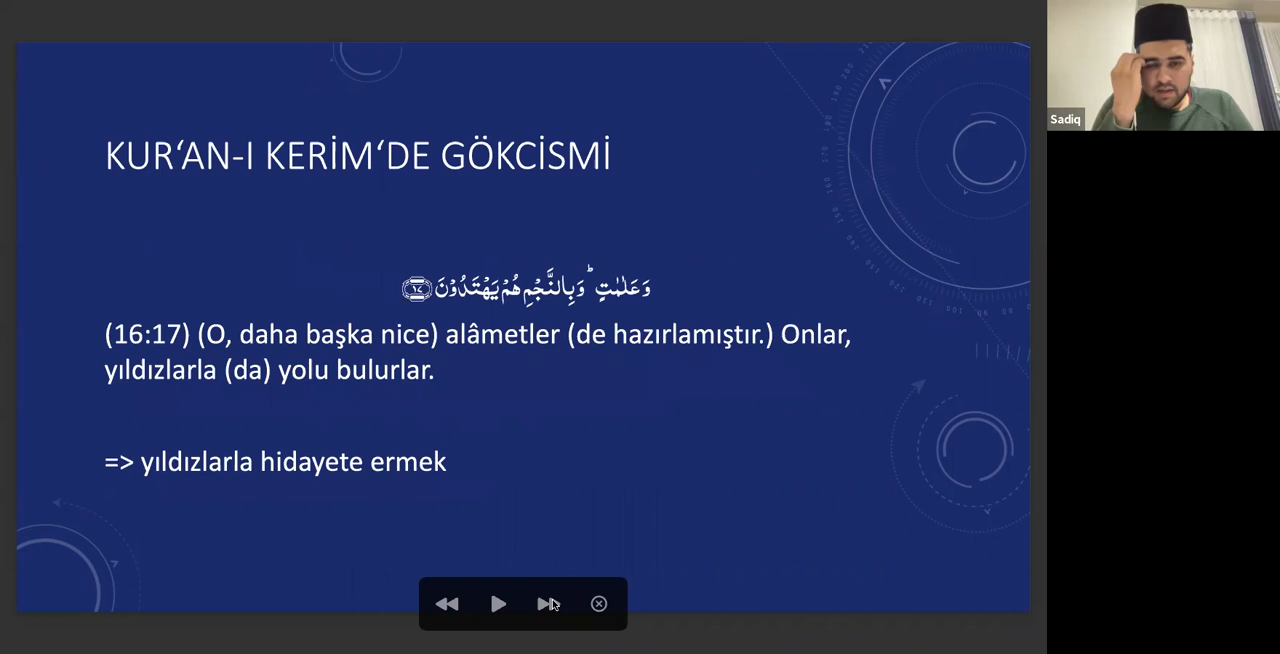 KUR‘AN-I KERİM‘DE GÖKCİSMİ
وَعَلٰمٰتٍ ؕ وَبِالنَّجۡمِ هُمۡ يَهۡتَدُوۡنَ ﴿۱۷﴾
(16:17) (O, daha başka nice) alâmetler (de hazırlamıştır.) Onlar,
yıldızlarla (da) yolu bulurlar.
=> yıldızlarla hidayete ermek
Sadiq